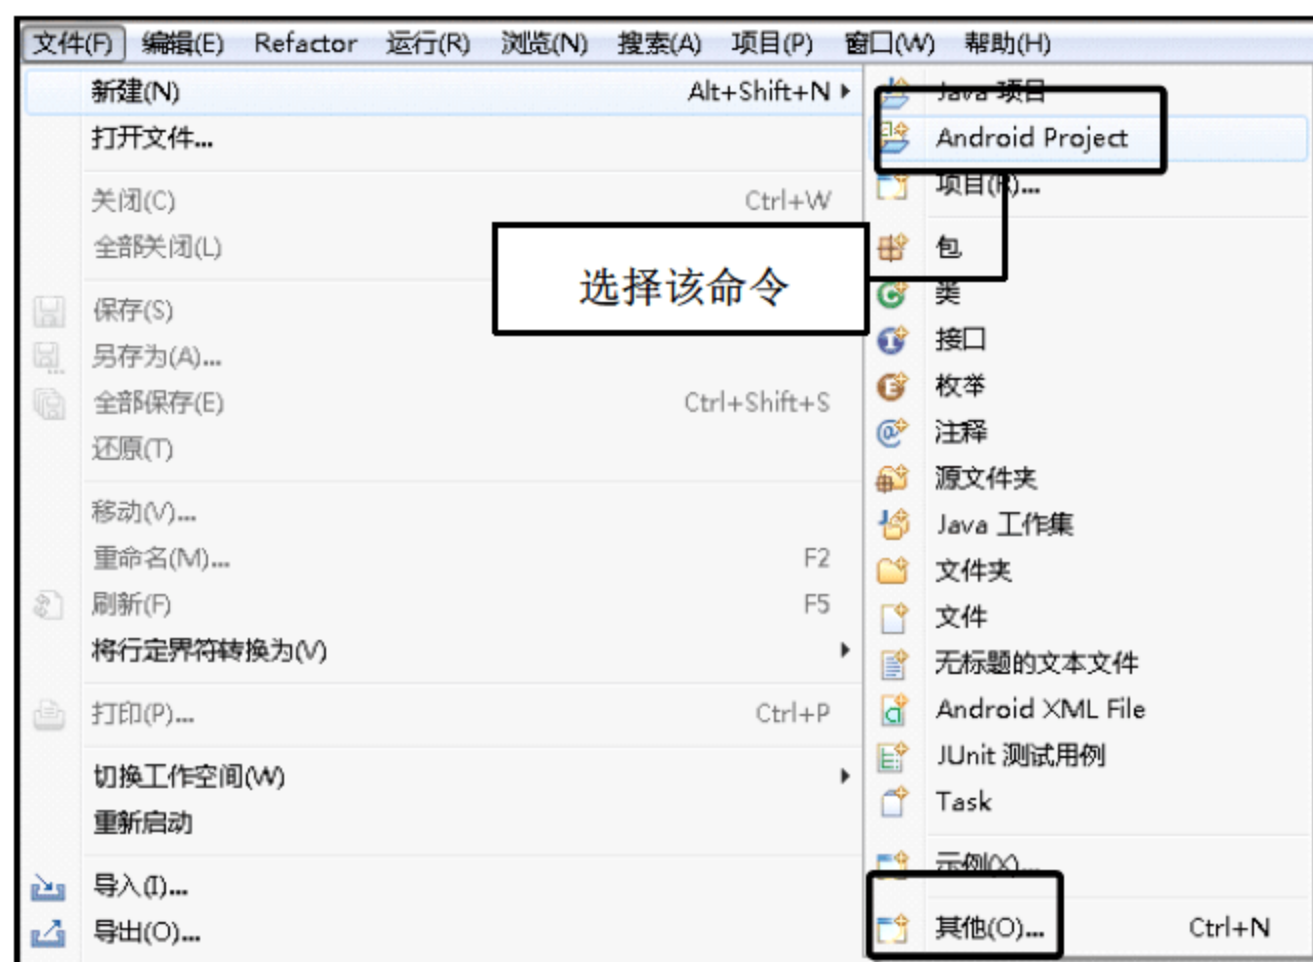 文件(F) 编辑(E) Refactor 运行(R) 浏览(N) 搜索(A) 项目(P) 窗口(W) 帮助(H)
新建(N) Alt+Shift+N
打开文件...
关闭(C) Ctrl+W
全部关闭(L)
保存(S)
另存为(A)...
全部保存(E) Ctrl+Shift+S
还原(T)
移动(V)...
重命名(M)... F2
刷新(F) F5
将行定界符转换为(V)
打印(P)... Ctrl+P
切换工作空间(W)
重新启动
导入(I)...
导出(O)...
Java 项目
Android Project
项目(R)...
包
类
接口
枚举
注释
源文件夹
Java 工作集
文件夹
文件
无标题的文本文件
Android XML File
JUnit 测试用例
Task
示例(X)...
其他(O)... Ctrl+N
选择该命令